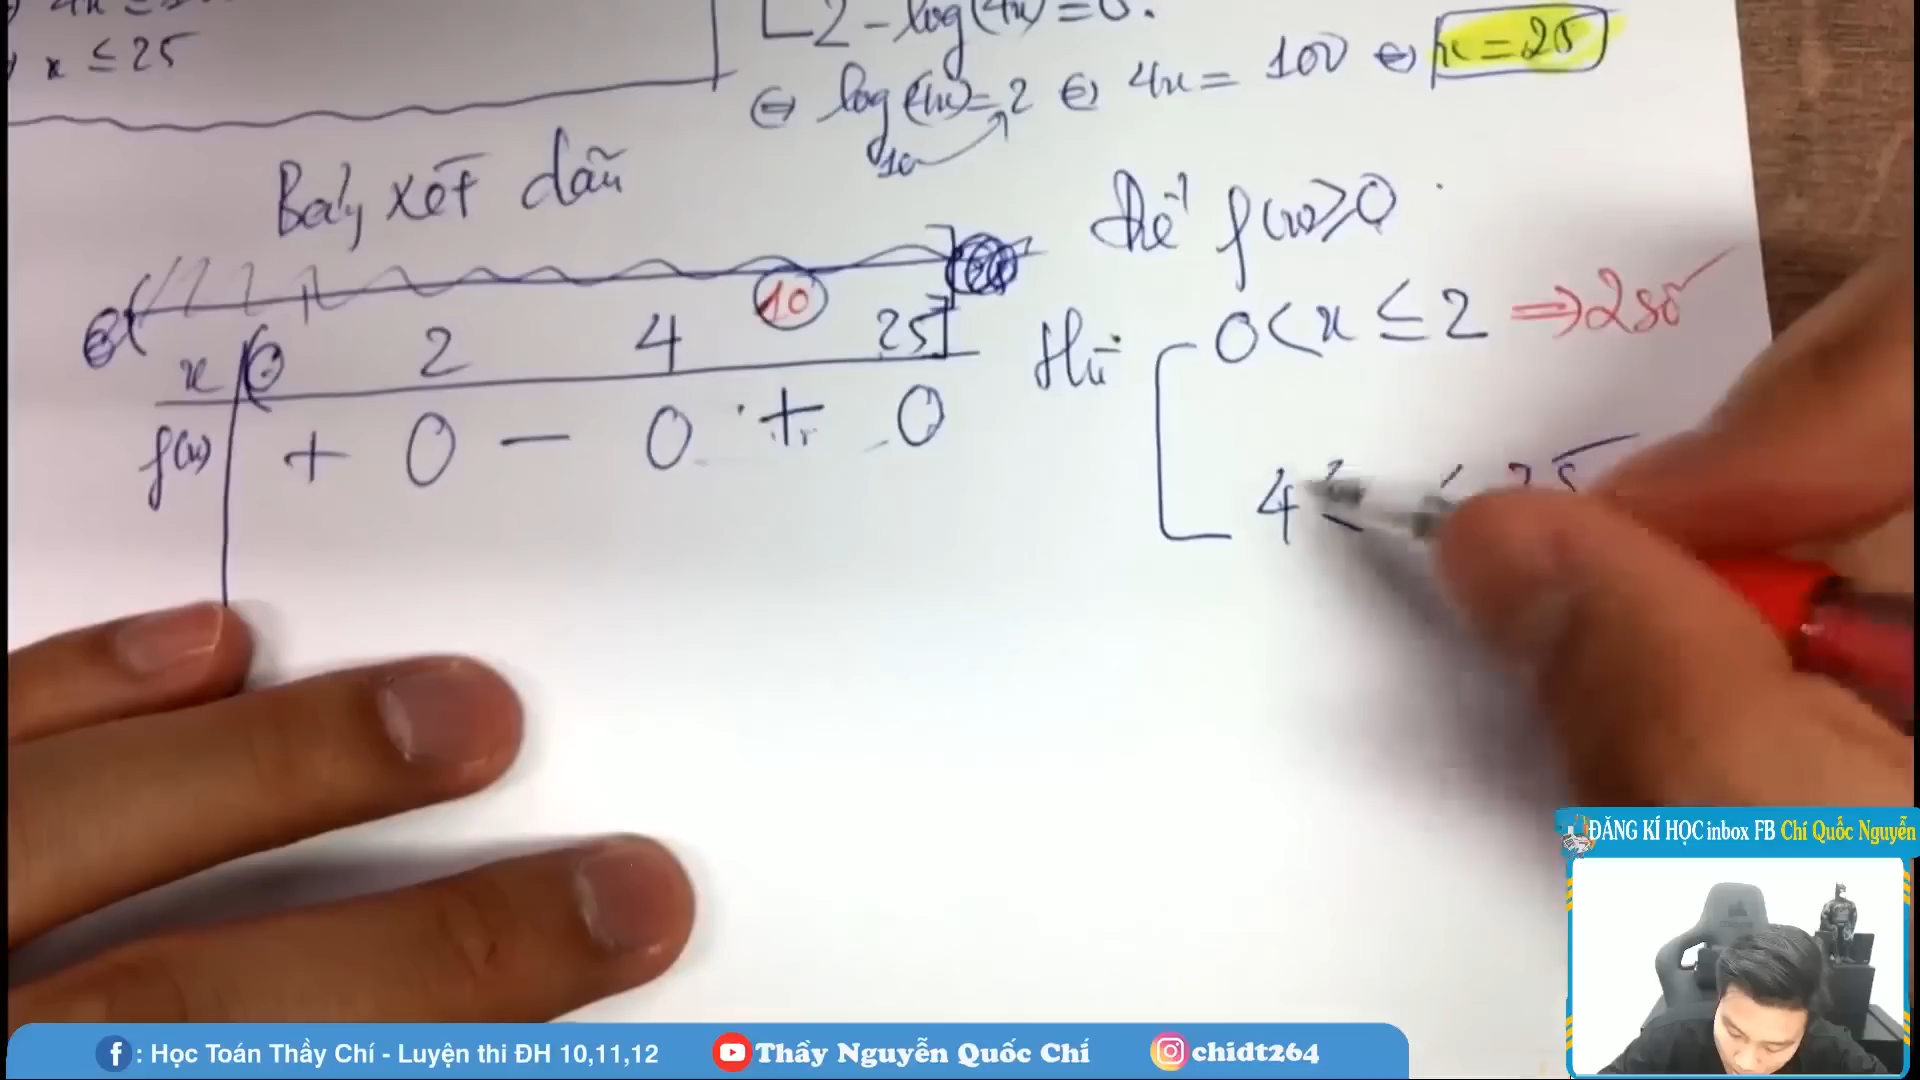 x ≤ 25
2 - log(4x) = 0.
⇔ log(4x) = 2 ⇔ 4x = 100 ⇔ x = 25
10
Bảng xét dấu
Để f(x) ≥ 0
x 0 2 4 10 25
f(x) + 0 - 0 + 0
thì
0 < x ≤ 2 ⇒ 2 số
4 ≤
25
ĐĂNG KÍ HỌC inbox FB Chí Quốc Nguyễn
: Học Toán Thầy Chí - Luyện thi ĐH 10,11,12
Thầy Nguyễn Quốc Chí
chidt264